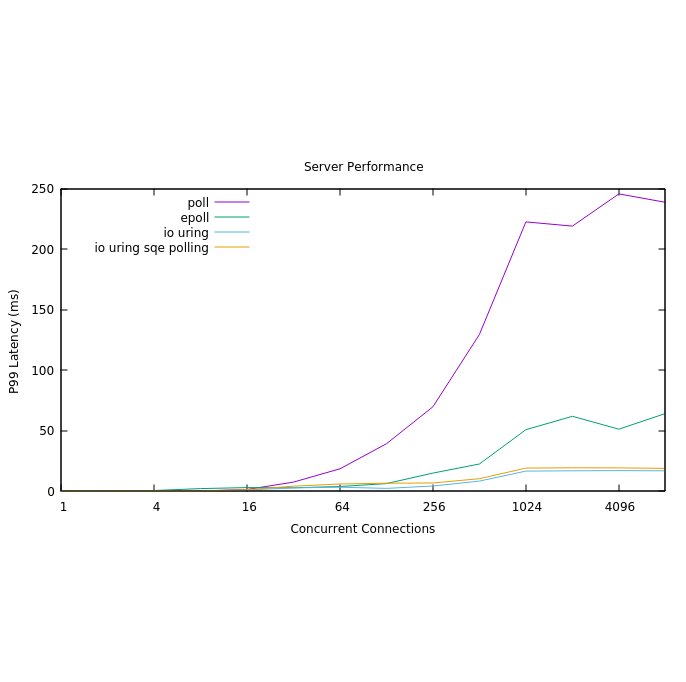 Server Performance
250
200
150
100
50
0
P99 Latency (ms)
poll
epoll
io uring
io uring sqe polling
1 4 16 64 256 1024 4096
Concurrent Connections